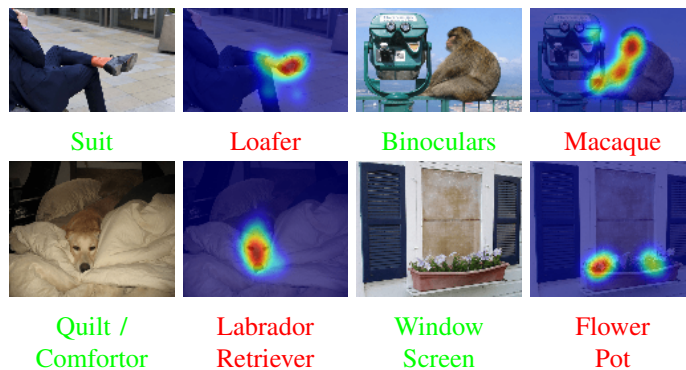 Suit
Loafer
Binoculars
Macaque
Quilt /
Comfortor
Labrador
Retriever
Window
Screen
Flower
Pot